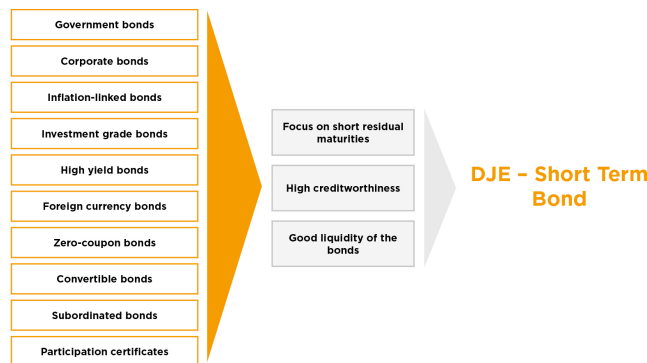 Government bonds
Corporate bonds
Inflation-linked bonds
Investment grade bonds
High yield bonds
Foreign currency bonds
Zero-coupon bonds
Convertible bonds
Subordinated bonds
Participation certificates
Focus on short residual
maturities
High creditworthiness
Good liquidity of the
bonds
DJE – Short Term
Bond